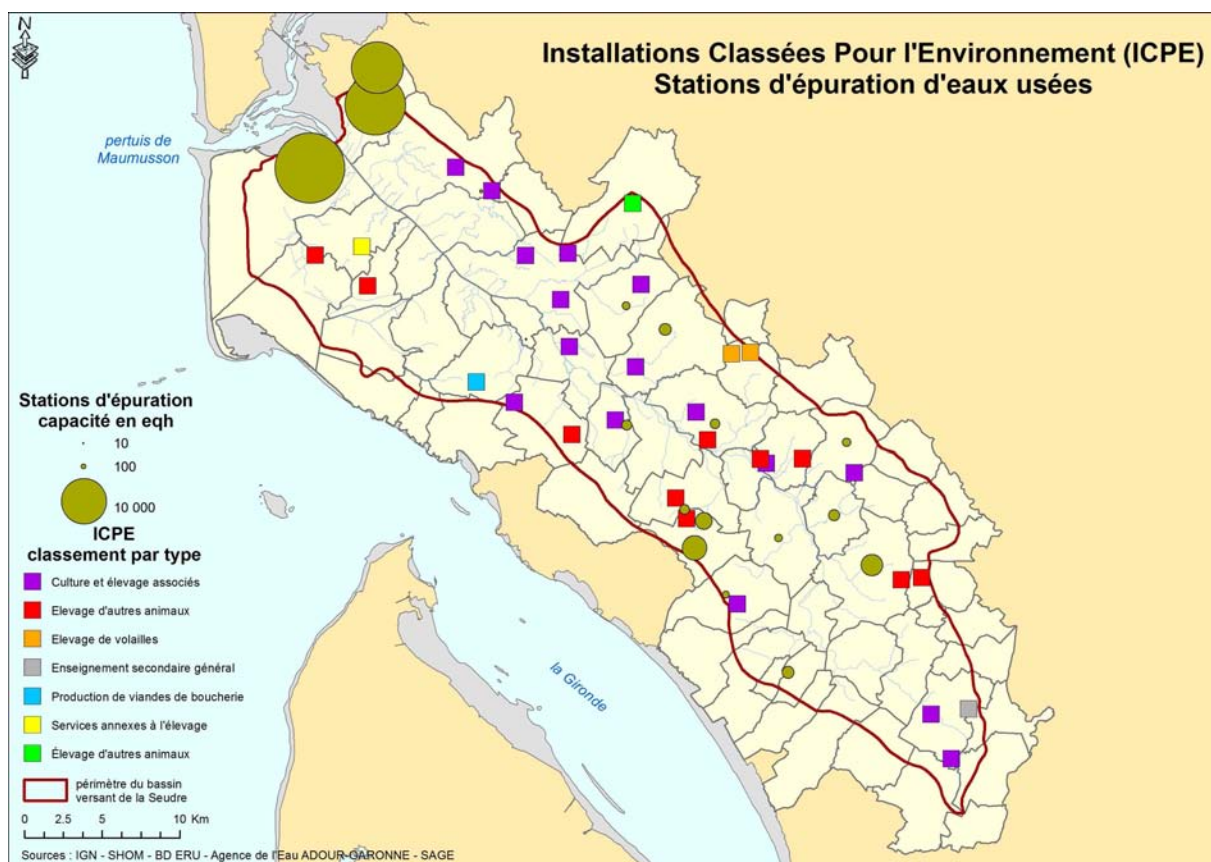 N
Installations Classées Pour l'Environnement (ICPE)
Stations d'épuration d'eaux usées
pertuis de
Maumusson
Stations d'épuration
capacité en eqh
10
100
10 000
ICPE
classement par type
Culture et élevage associés
Elevage d'autres animaux
Elevage de volailles
Enseignement secondaire général
Production de viandes de boucherie
Services annexes à l'élevage
Élevage d'autres animaux
périmètre du bassin
versant de la Seudre
0 2.5 5 10 Km
la Gironde
Sources : IGN - SHOM - BD ERU - Agence de l'Eau ADOUR-GARONNE - SAGE